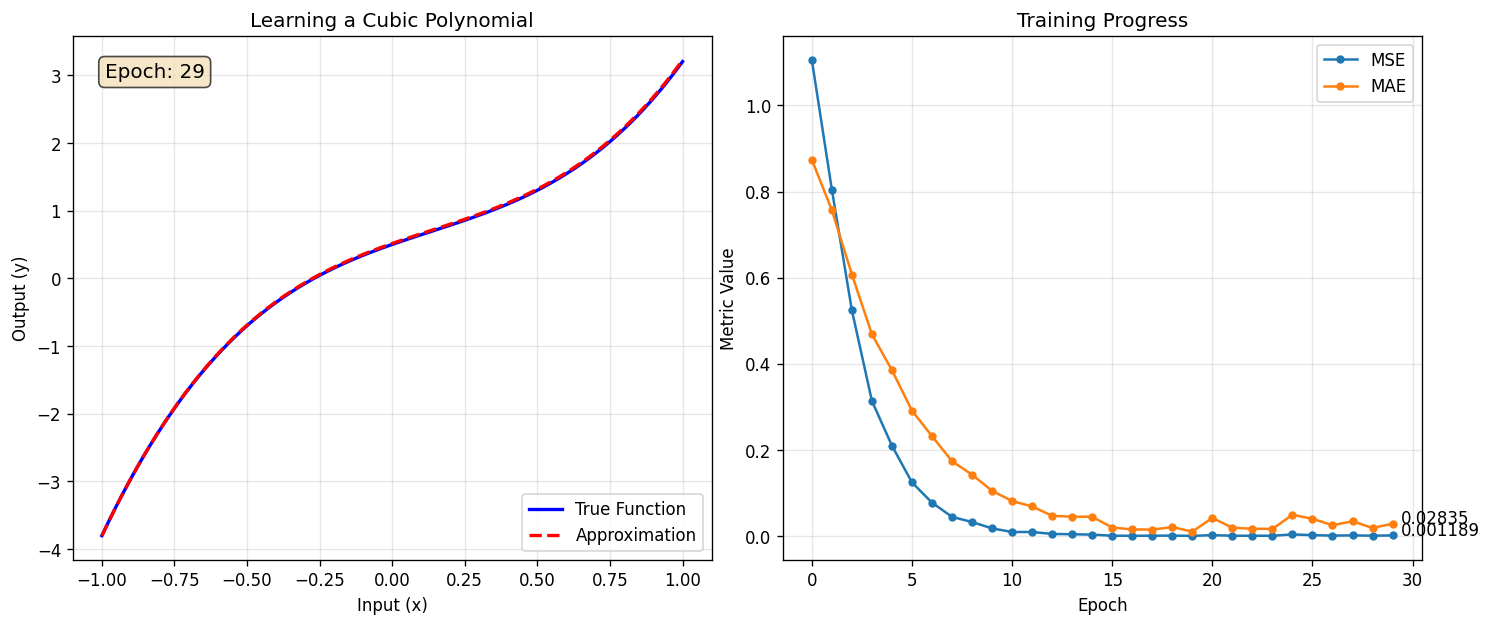 Learning a Cubic Polynomial
Epoch: 29
3
2
1
0
−1
−2
−3
−4
Output (y)
True Function
Approximation
−1.00 −0.75 −0.50 −0.25 0.00 0.25 0.50 0.75 1.00
Input (x)
Training Progress
MSE
MAE
1.0
0.8
0.6
0.4
0.2
0.0
Metric Value
0.02835
0.001189
0 5 10 15 20 25 30
Epoch